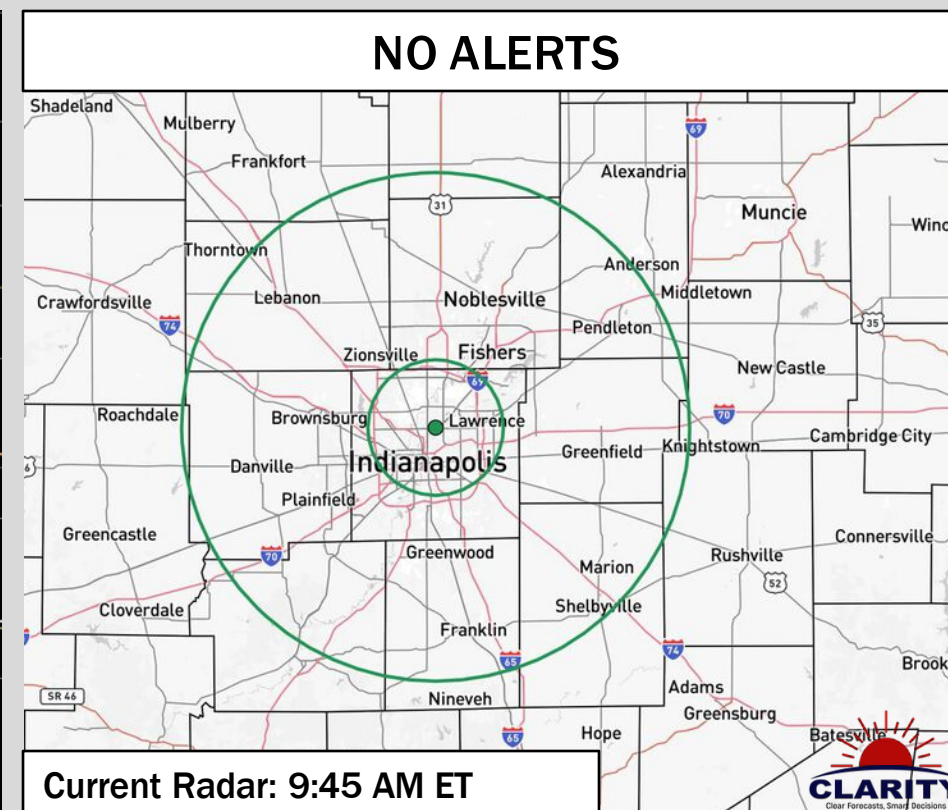 NO ALERTS
Shadeland
Mulberry
69
Frankfort
Alexandria
31
Muncie
Thorntown
Anderson
Middletown
Crawfordsville
Lebanon
Noblesville
74
Pendleton
35
Zionsville
Fishers
New Castle
69
Roachdale
Brownsburg
Lawrence
70
Knightstown
Cambridge City
Danville
Indianapolis
Greenfield
Plainfield
Greencastle
Connersville
70
Greenwood
Rushville
Marion
52
Cloverdale
Shelbyville
Franklin
65
74
SR 46
Nineveh
Adams
Greensburg
65
Hope
Batesville
Current Radar: 9:45 AM ET
CLARITY
Clear Forecasts, Smart Decisions